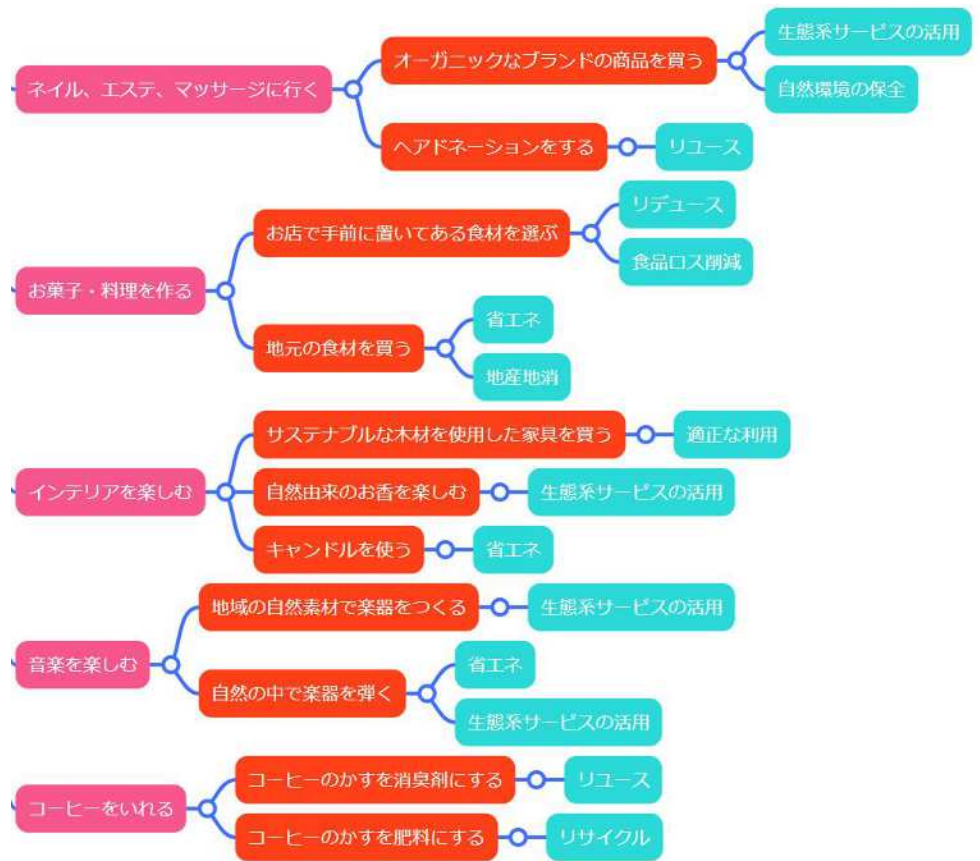 ネイル、エステ、マッサージに行く
オーガニックなブランドの商品を買う
生態系サービスの活用
自然環境の保全
ヘアドネーションをする
リユース
お菓子・料理を作る
お店で手前に置いてある食材を選ぶ
リデュース
食品ロス削減
地元の食材を買う
省エネ
地産地消
インテリアを楽しむ
サステナブルな木材を使用した家具を買う
適正な利用
自然由来のお香を楽しむ
生態系サービスの活用
キャンドルを使う
省エネ
音楽を楽しむ
地域の自然素材で楽器をつくる
生態系サービスの活用
自然の中で楽器を弾く
省エネ
生態系サービスの活用
コーヒーをいれる
コーヒーのかすを消臭剤にする
リユース
コーヒーのかすを肥料にする
リサイクル